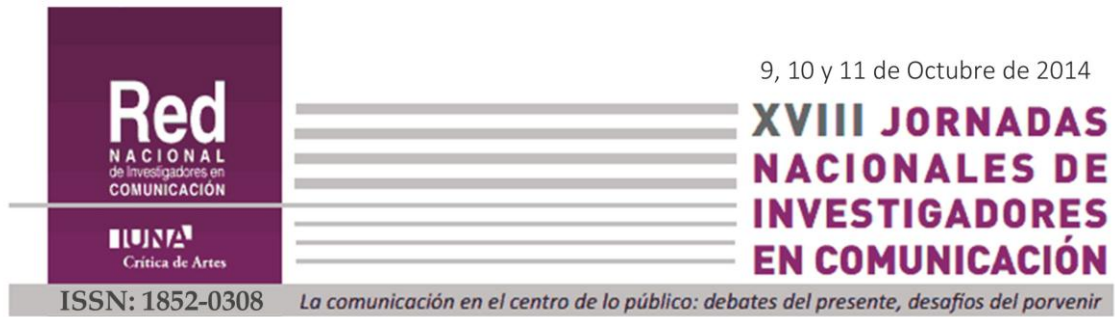 Red
NACIONAL
de Investigadores en
COMUNICACIÓN
IUNA
Crítica de Artes
9, 10 y 11 de Octubre de 2014
XVIII JORNADAS
NACIONALES DE
INVESTIGADORES
EN COMUNICACIÓN
ISSN: 1852-0308
La comunicación en el centro de lo público: debates del presente, desafíos del porvenir